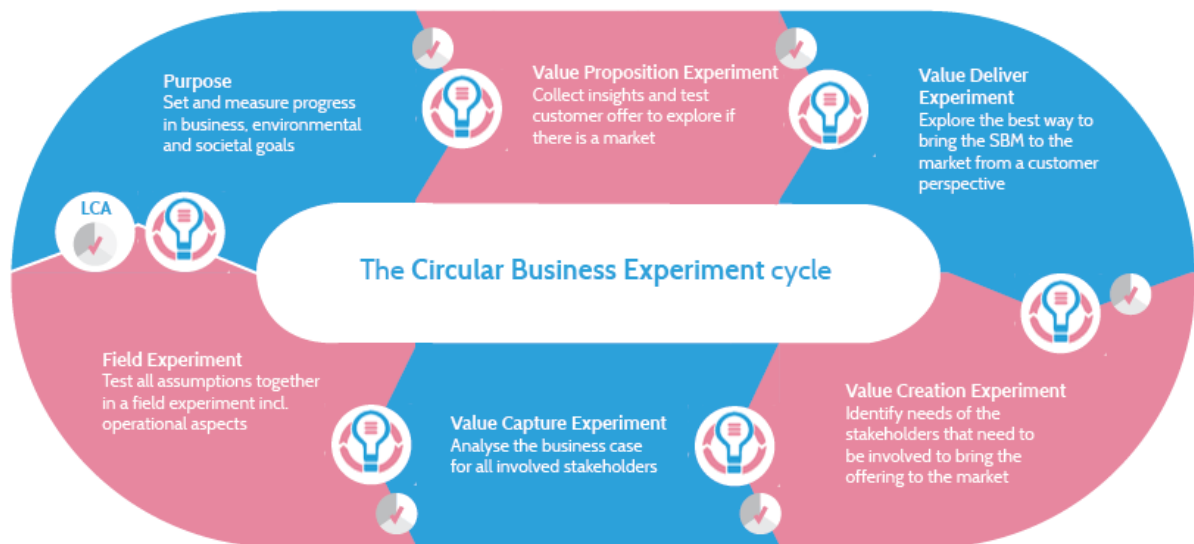 Purpose
Set and measure progress
in business, environmental
and societal goals
Value Proposition Experiment
Collect insights and test
customer offer to explore if
there is a market
Value Deliver
Experiment
Explore the best way to
bring the SBM to the
market from a customer
perspective
LCA
The Circular Business Experiment cycle
Field Experiment
Test all assumptions together
in a field experiment incl.
operational aspects
Value Capture Experiment
Analyse the business case
for all involved stakeholders
Value Creation Experiment
Identify needs of the
stakeholders that need to
be involved to bring the
offering to the market